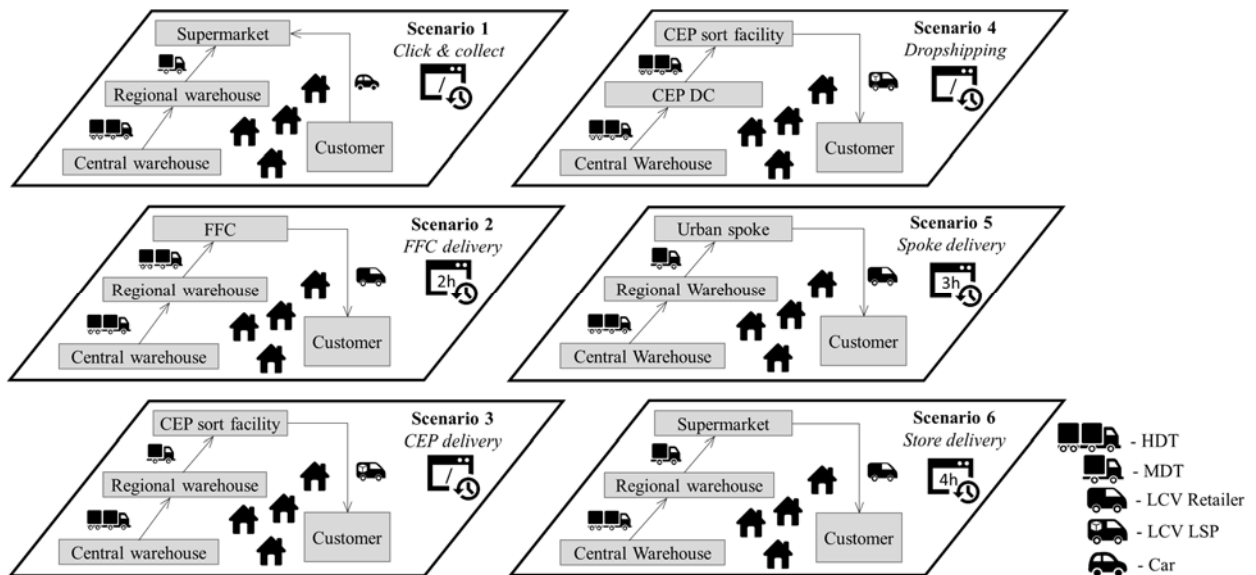 Scenario 1
Click & collect
Supermarket
Regional warehouse
Central warehouse
Customer
/
Scenario 4
Dropshipping
CEP sort facility
CEP DC
Central Warehouse
Customer
/
Scenario 2
FFC delivery
FFC
2h
Regional warehouse
Central warehouse
Customer
Scenario 5
Spoke delivery
Urban spoke
3h
Regional Warehouse
Central Warehouse
Customer
Scenario 3
CEP delivery
CEP sort facility
/
Regional warehouse
Central warehouse
Customer
Scenario 6
Store delivery
Supermarket
4h
Regional warehouse
Central Warehouse
Customer
- HDT
- MDT
- LCV Retailer
- LCV LSP
- Car